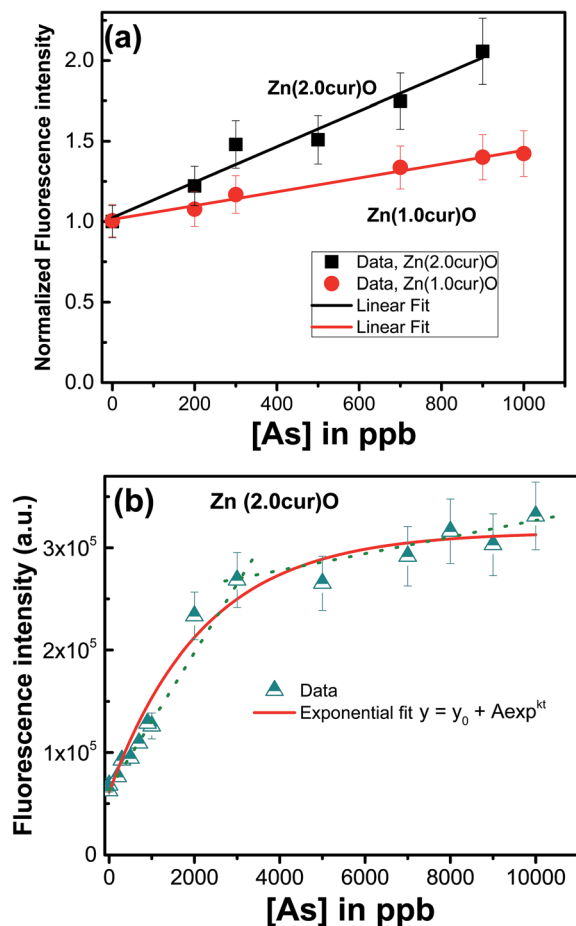 (a)
Zn(2.0cur)O
Zn(1.0cur)O
Data, Zn(2.0cur)O
Data, Zn(1.0cur)O
Linear Fit
Linear Fit
Normalized Fluorescence intensity
2.0
1.5
1.0
0.5
0.0
0 200 400 600 800 1000
[As] in ppb
(b) Zn (2.0cur)O
Data
Exponential fit y = y₀ + Aexp^kt
Fluorescence intensity (a.u.)
3x10⁵
2x10⁵
1x10⁵
0
0 2000 4000 6000 8000 10000
[As] in ppb